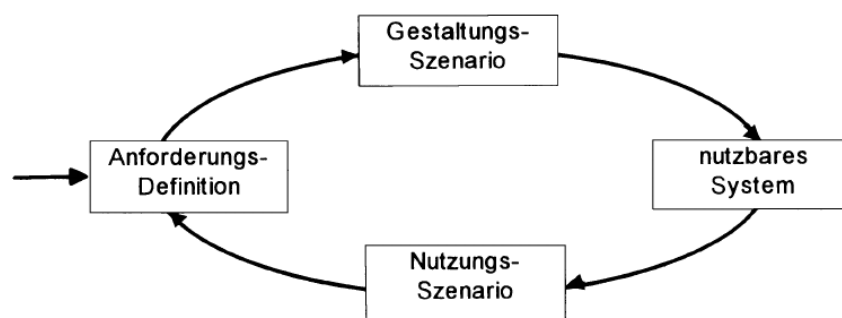 Gestaltungs-
Szenario
Anforderungs-
Definition
nutzbares
System
Nutzungs-
Szenario